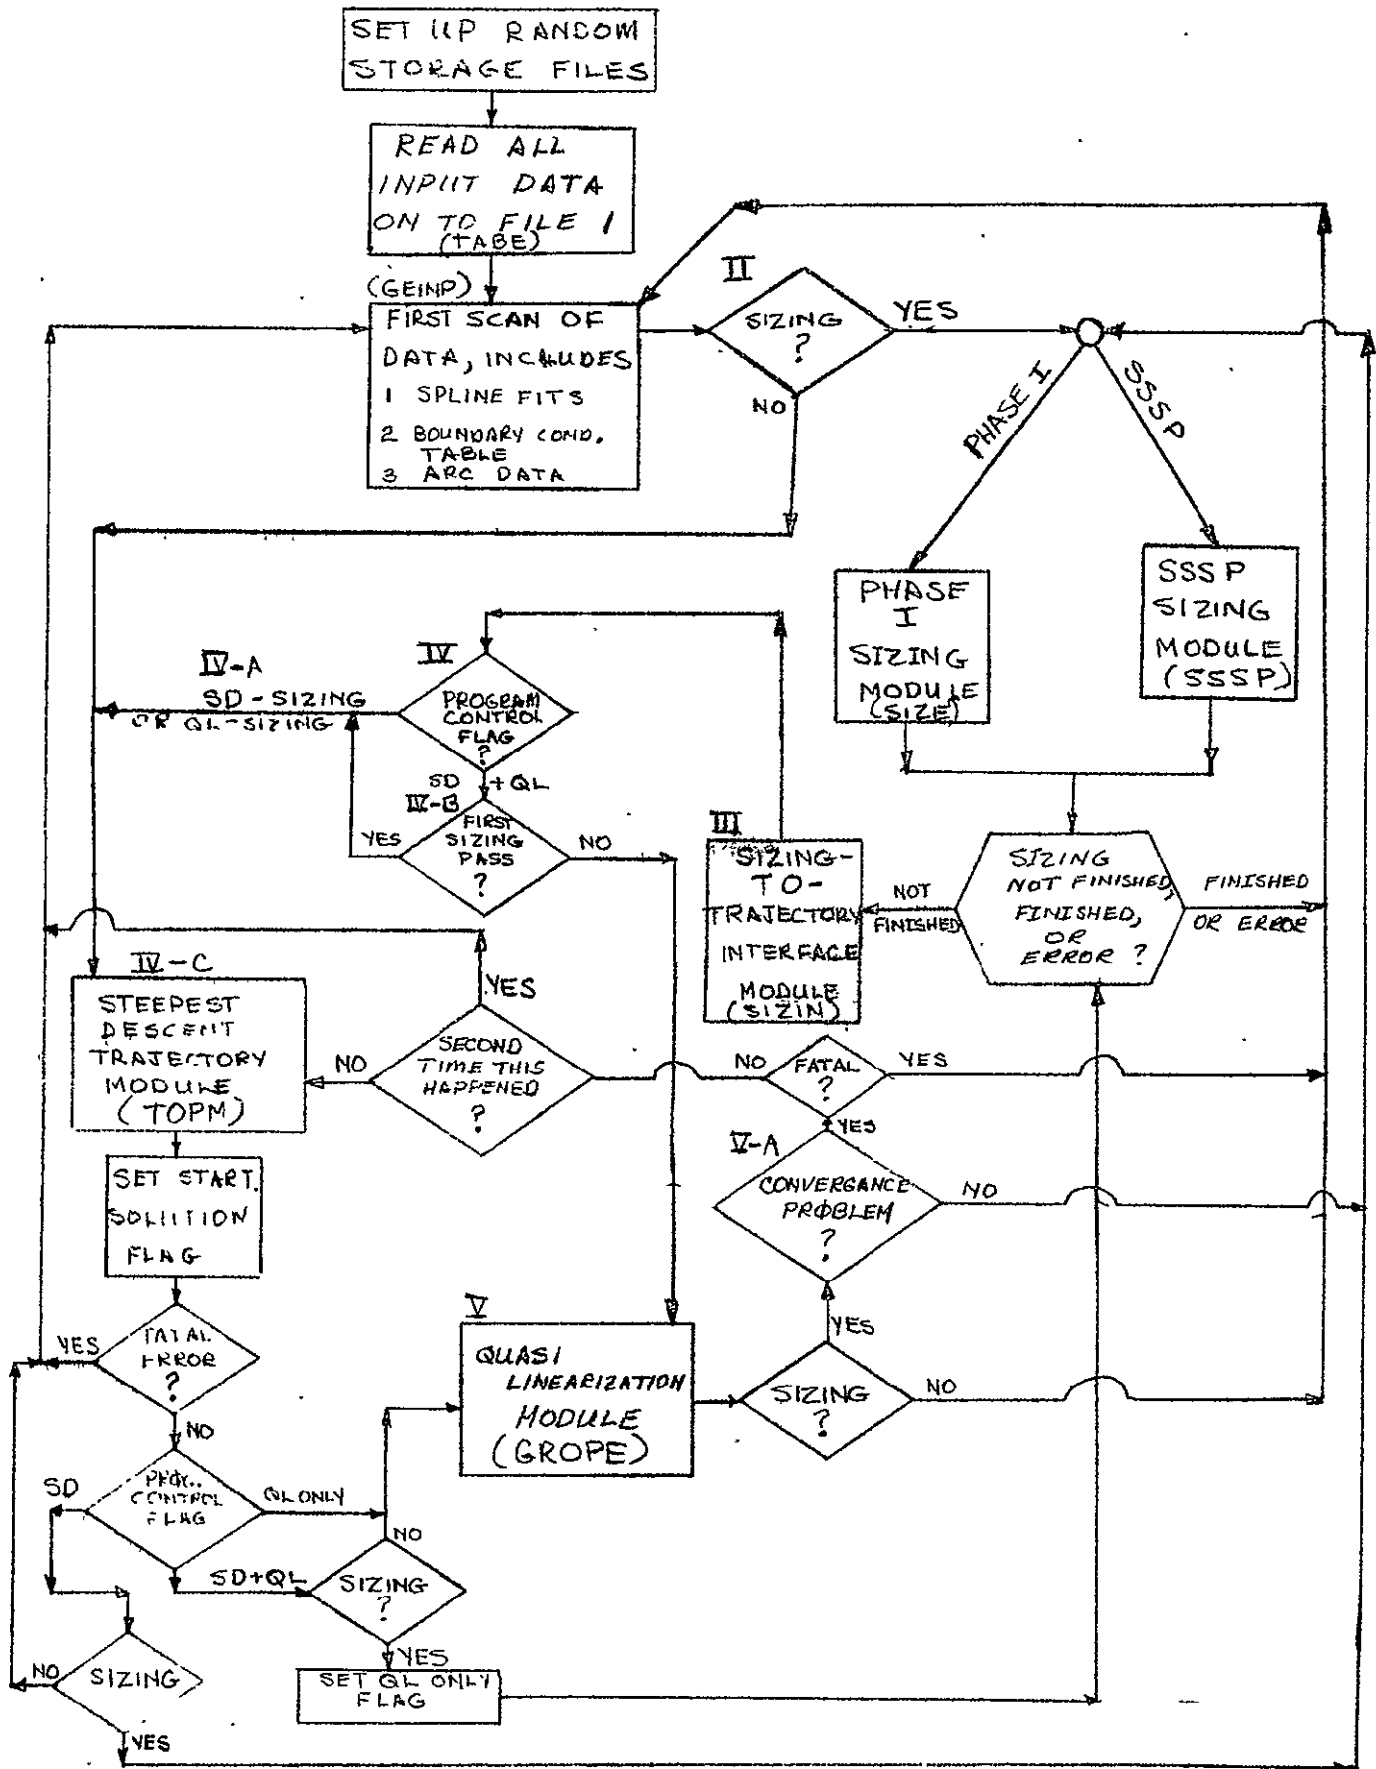 SET UP RANDOM
STORAGE FILES
READ ALL
INPUT DATA
ON TO FILE 1
(TABE)
(GEINP)
FIRST SCAN OF
DATA, INCLUDES
1 SPLINE FITS
2 BOUNDARY COND.
TABLE
3 ARC DATA
II
SIZING
?
YES
NO
PHASE I
SSSP
PHASE
I
SIZING
MODULE
(SIZE)
SSSP
SIZING
MODULE
(SSSP)
IV-A
SD-SIZING
OR QL-SIZING
IV
PROGRAM
CONTROL
FLAG
?
SD + QL
IV-B
FIRST
SIZING
PASS
?
YES
NO
III
SIZING-
TO-
TRAJECTORY
INTERFACE
MODULE
(SIZIN)
NOT
FINISHED
SIZING
NOT FINISHED,
FINISHED,
OR
ERROR ?
FINISHED
OR ERROR
IV-C
STEEPEST
DESCENT
TRAJECTORY
MODULE
(TOPM)
NO
SECOND
TIME THIS
HAPPENED
?
YES
NO
FATAL
?
YES
YES
V-A
CONVERGANCE
PROBLEM
?
NO
SET START.
SOLUTION
FLAG
YES
FATAL
ERROR
?
NO
V
QUASI
LINEARIZATION
MODULE
(GROPE)
YES
SIZING
?
NO
SD
CONTROL
FLAG
QL ONLY
SD+QL
NO
SIZING
?
YES
SET QL ONLY
FLAG
NO
SIZING
YES